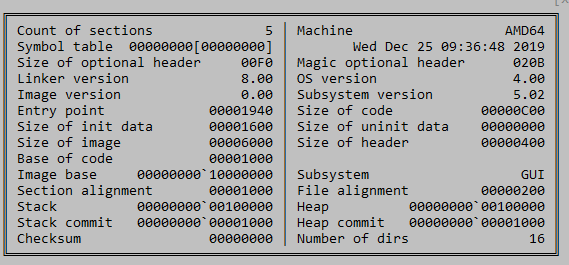 Count of sections 5 | Machine AMD64
Symbol table 00000000[00000000] | Wed Dec 25 09:36:48 2019
Size of optional header 00F0 | Magic optional header 020B
Linker version 8.00 | OS version 4.00
Image version 0.00 | Subsystem version 5.02
Entry point 00001940 | Size of code 00000C00
Size of init data 00001600 | Size of uninit data 00000000
Size of image 00006000 | Size of header 00000400
Base of code 00001000
Image base 00000000`10000000 | Subsystem GUI
Section alignment 00001000 | File alignment 00000200
Stack 00000000`00100000 | Heap 00000000`00100000
Stack commit 00000000`00001000 | Heap commit 00000000`00001000
Checksum 00000000 | Number of dirs 16